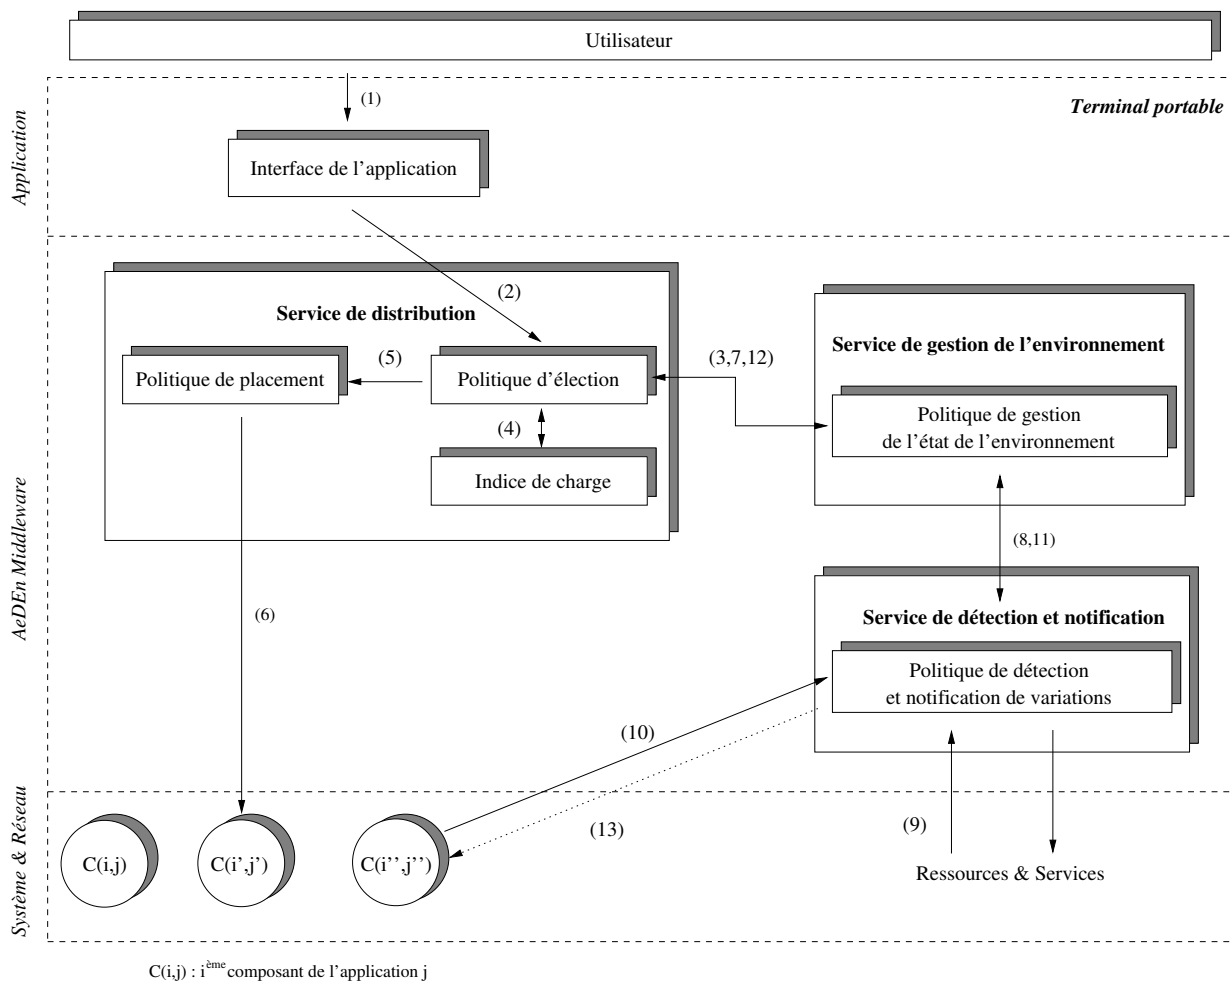 Utilisateur
(1)
Terminal portable
Application
Interface de l’application
(2)
Service de distribution
Service de gestion de l’environnement
(5)
(3,7,12)
Politique de placement
Politique d’élection
Politique de gestion
de l’état de l’environnement
(4)
Indice de charge
AeDEn Middleware
(8,11)
(6)
Service de détection et notification
Politique de détection
et notification de variations
(10)
(13)
(9)
Système & Réseau
C(i,j)
C(i’,j’)
C(i’’,j’’)
Ressources & Services
C(i,j) : i ème composant de l’application j